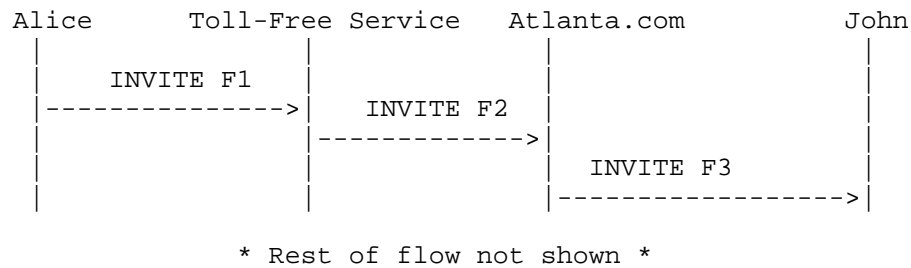 Alice Toll-Free Service Atlanta.com John
INVITE F1
INVITE F2
INVITE F3
* Rest of flow not shown *